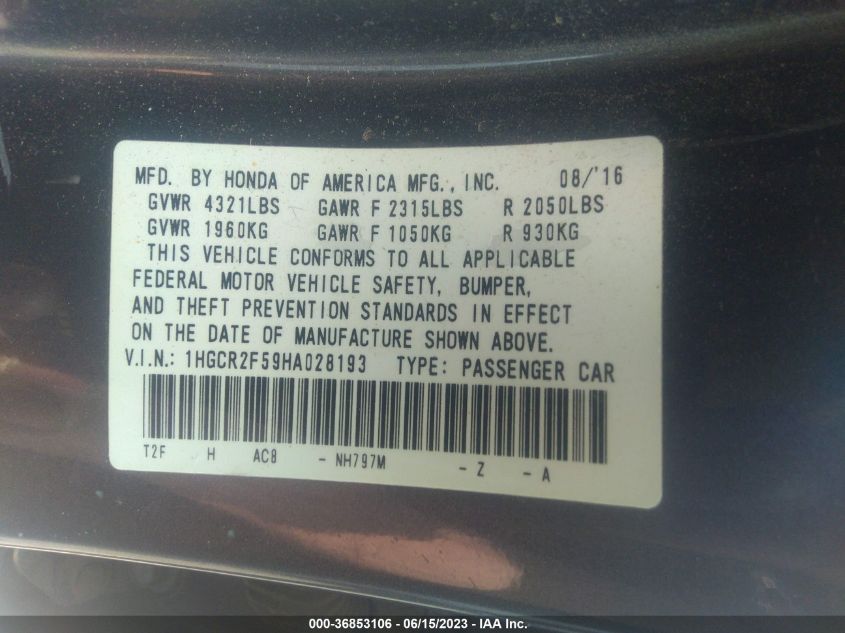 MFD. BY HONDA OF AMERICA MFG., INC. 08/'16
GVWR 4321LBS GAWR F 2315LBS R 2050LBS
GVWR 1960KG GAWR F 1050KG R 930KG
THIS VEHICLE CONFORMS TO ALL APPLICABLE
FEDERAL MOTOR VEHICLE SAFETY, BUMPER,
AND THEFT PREVENTION STANDARDS IN EFFECT
ON THE DATE OF MANUFACTURE SHOWN ABOVE.
V.I.N.: 1HGCR2F59HA028193 TYPE: PASSENGER CAR
T2F H AC8 - NH797M - Z - A
000-36853106 - 06/15/2023 - IAA Inc.